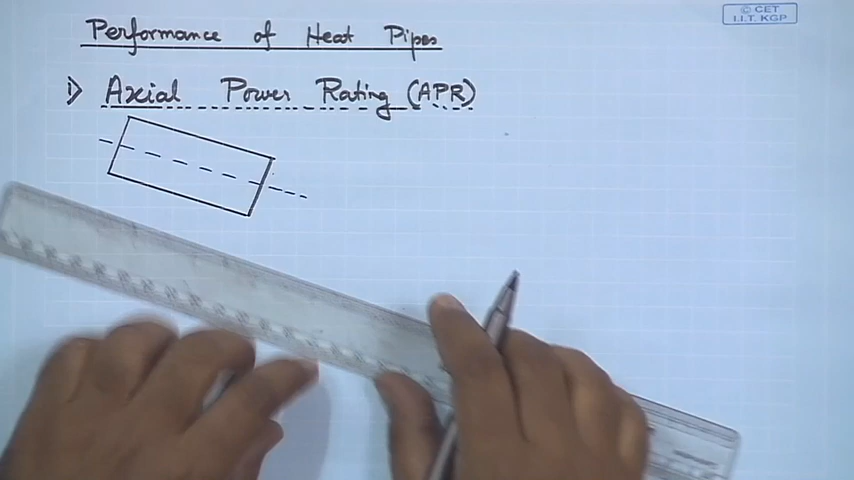 © CET
I.I.T. KGP
Performance of Heat Pipes
1) Axial Power Rating (APR)